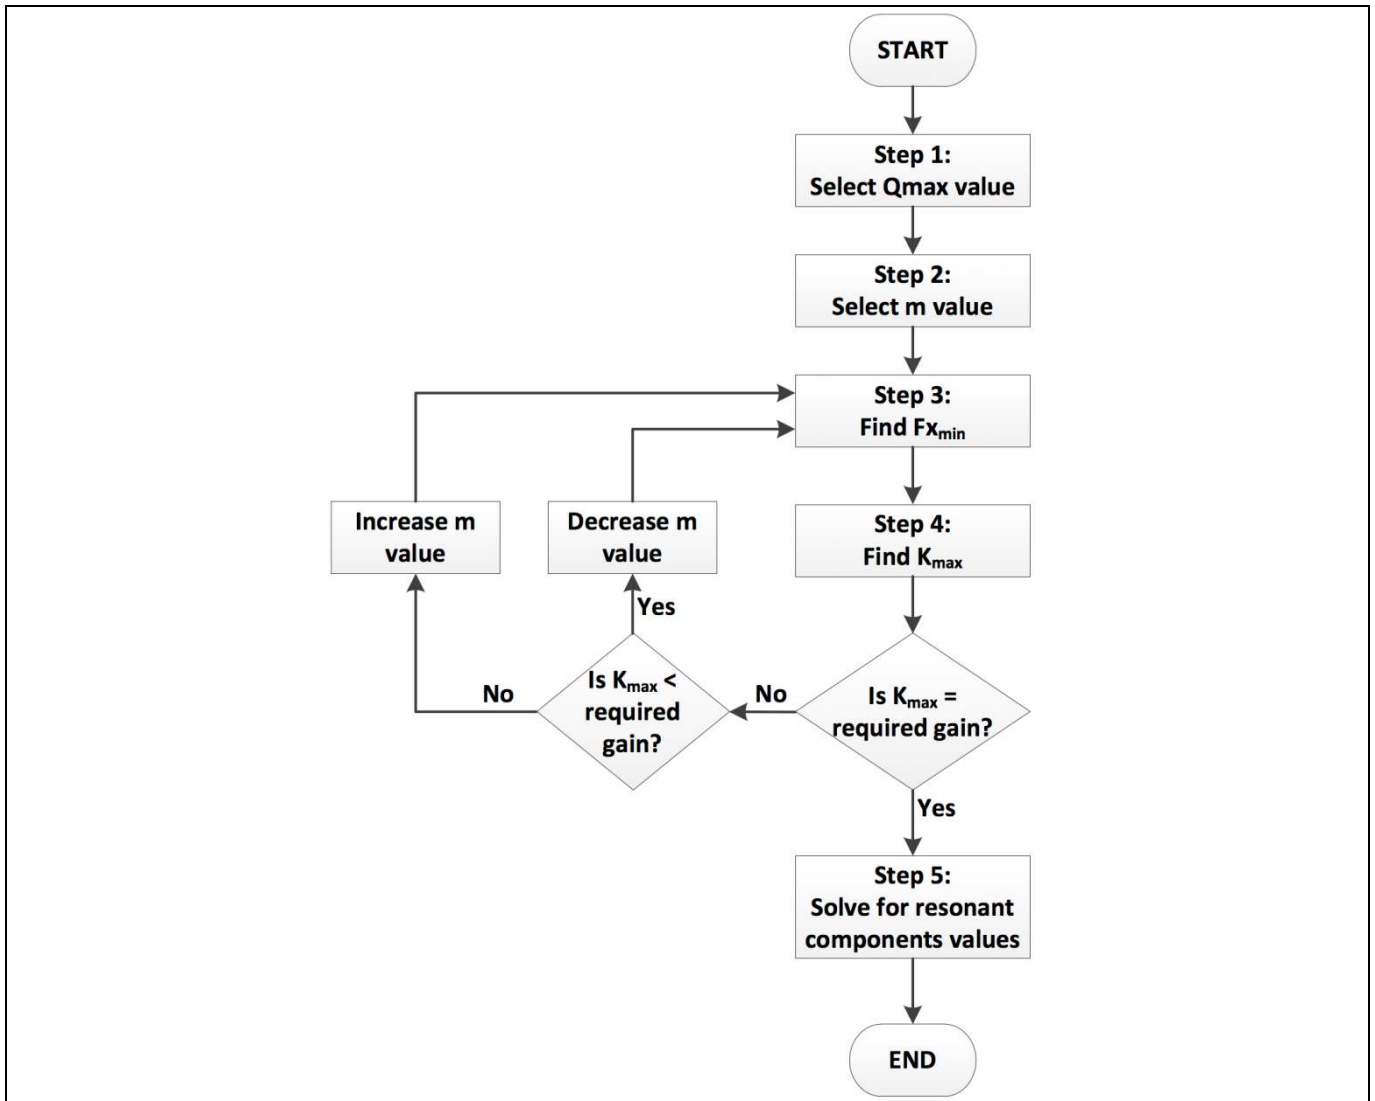 START
Step 1:
Select Qmax value
Step 2:
Select m value
Step 3:
Find Fxmin
Increase m
value
Decrease m
value
Step 4:
Find Kmax
Yes
Is Kmax <
required
gain?
No
No
Is Kmax =
required gain?
Yes
Step 5:
Solve for resonant
components values
END